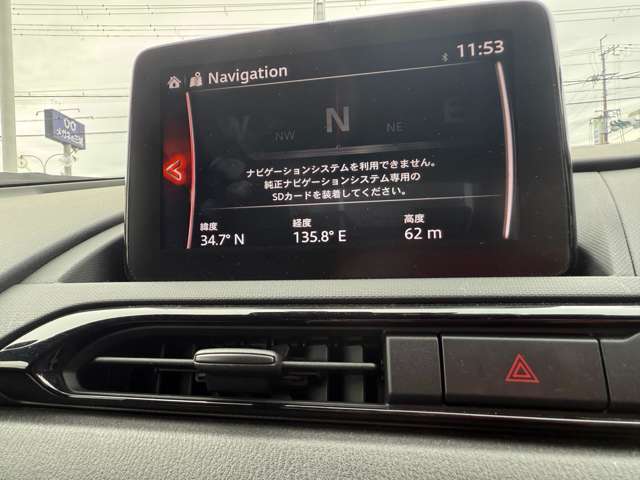 11:53
Navigation
W NW N NE E
ナビゲーションシステムを利用できません。
純正ナビゲーションシステム専用の
SDカードを装着してください。
緯度 経度 高度
34.7° N 135.8° E 62 m